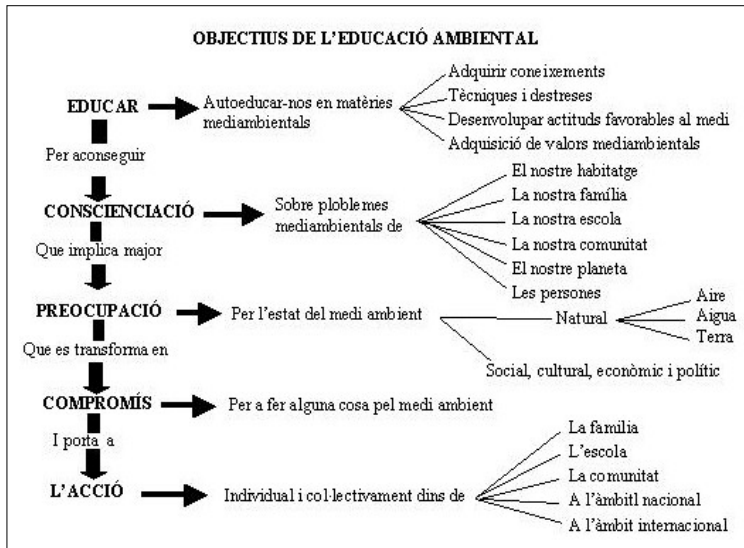 OBJECTIUS DE L'EDUCACIÓ AMBIENTAL
EDUCAR
Autoeducar-nos en matèries
mediambientals
Adquirir coneixements
Tècniques i destreses
Desenvolupar actituds favorables al medi
Adquisició de valors mediambientals
Per aconseguir
CONSCIENCIACIÓ
Sobre ploblemes
mediambientals de
El nostre habitatge
La nostra família
La nostra escola
La nostra comunitat
El nostre planeta
Les persones
Que implica major
PREOCUPACIÓ
Per l'estat del medi ambient
Natural
Aire
Aigua
Terra
Social, cultural, econòmic i polític
Que es transforma en
COMPROMÍS
Per a fer alguna cosa pel medi ambient
I porta a
L'ACCIÓ
Individual i col·lectivament dins de
La familia
L'escola
La comunitat
A l'àmbitl nacional
A l'àmbit internacional